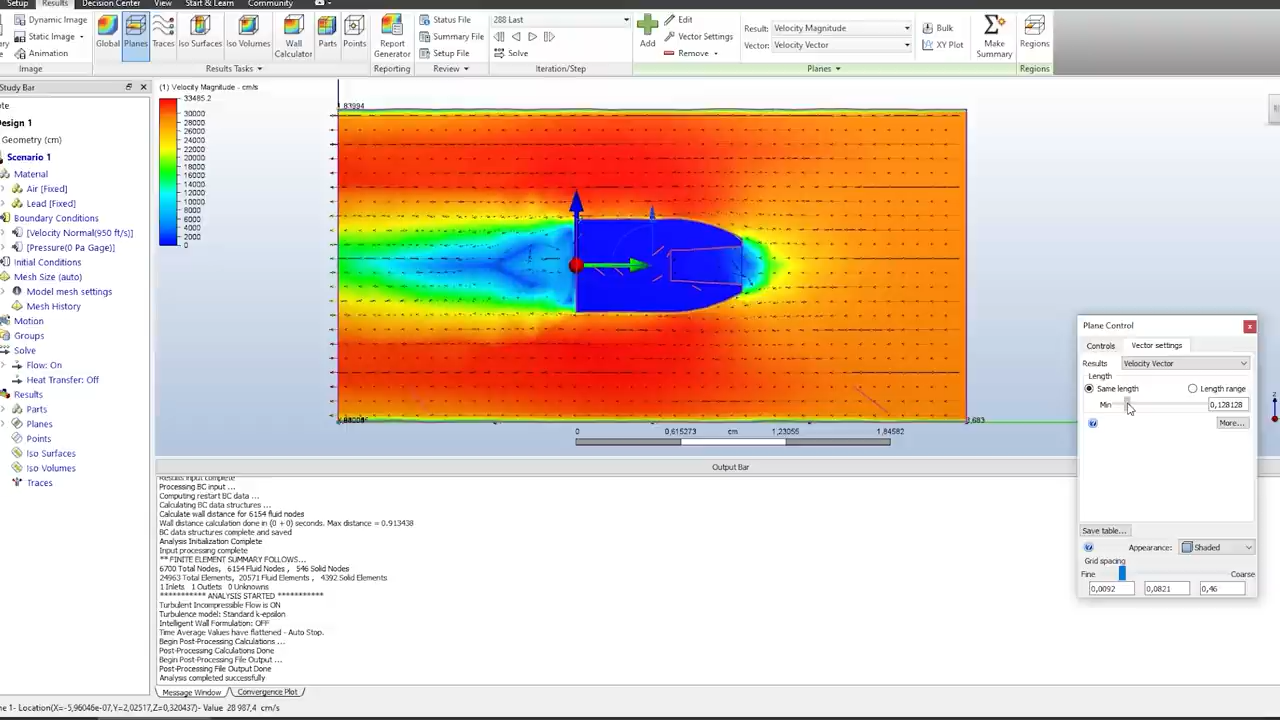 Setup Results Decision Center View Start & Learn Community
Dynamic Image
Static Image
Animation
Image
Global Planes Traces Iso Surfaces Iso Volumes Wall Calculator Parts Points
Results Tasks
Report Generator
Reporting
Status File
Summary File
Setup File
Review
288 Last
Solve
Iteration/Step
Add
Edit
Vector Settings
Remove
Result: Velocity Magnitude
Vector: Velocity Vector
Bulk
XY Plot
Make Summary
Planes
Regions
Regions
Study Bar
Design 1
Geometry (cm)
Scenario 1
Material
Air [Fixed]
Lead [Fixed]
Boundary Conditions
[Velocity Normal(950 ft/s)]
[Pressure(0 Pa Gage)]
Initial Conditions
Mesh Size (auto)
Model mesh settings
Mesh History
Motion
Groups
Solve
Flow: On
Heat Transfer: Off
Results
Parts
Planes
Points
Iso Surfaces
Iso Volumes
Traces
(1) Velocity Magnitude - cm/s
33485.2
30000
28000
26000
24000
22000
20000
18000
16000
14000
12000
10000
8000
6000
4000
2000
0
0 0,615273 cm 1,23055 1,84582
Plane Control
Controls Vector settings
Results Velocity Vector
Length
Same length Length range
Min 0,128128
More...
Save table...
Appearance: Shaded
Grid spacing
Fine Coarse
0,0092 0,0821 0,46
Output Bar
Results input complete
Processing BC input ...
Computing restart BC data ...
Calculating BC data structures ...
Calculate wall distance for 6154 fluid nodes
Wall distance calculation done in (0 + 0) seconds. Max distance = 0.913438
BC data structures complete and saved
Analysis Initialization Complete
Input processing complete
** FINITE ELEMENT SUMMARY FOLLOWS...
6700 Total Nodes, 6154 Fluid Nodes, 546 Solid Nodes
24963 Total Elements, 20571 Fluid Elements , 4392 Solid Elements
1 Inlets 1 Outlets 0 Unknowns
********** ANALYSIS STARTED ***********
Turbulent Incompressible Flow is ON
Turbulence model: Standard k-epsilon
Intelligent Wall Formulation: OFF
Time Average Values have flattened - Auto Stop.
Begin Post-Processing Calculations ...
Post-Processing Calculations Done
Begin Post-Processing File Output ...
Post-Processing File Output Done
Analysis completed successfully
Message Window Convergence Plot
ne 1- Location(X=-5,96046e-07,Y=2,02517,Z=0,320437)- Value 28 987,4 cm/s